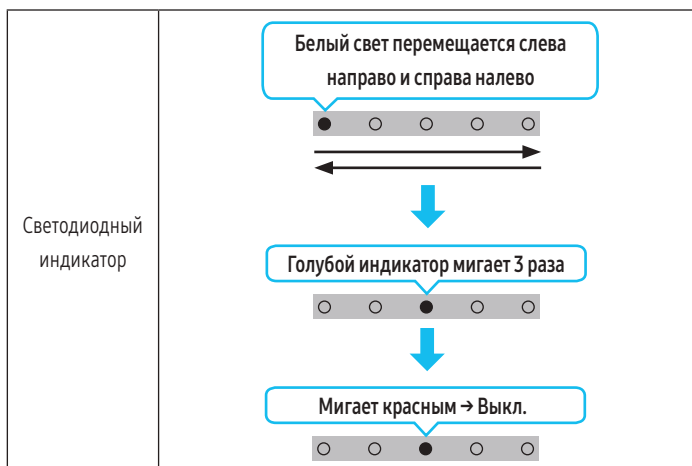 Белый свет перемещается слева
направо и справа налево
Светодиодный
индикатор
Голубой индикатор мигает 3 раза
Мигает красным → Выкл.